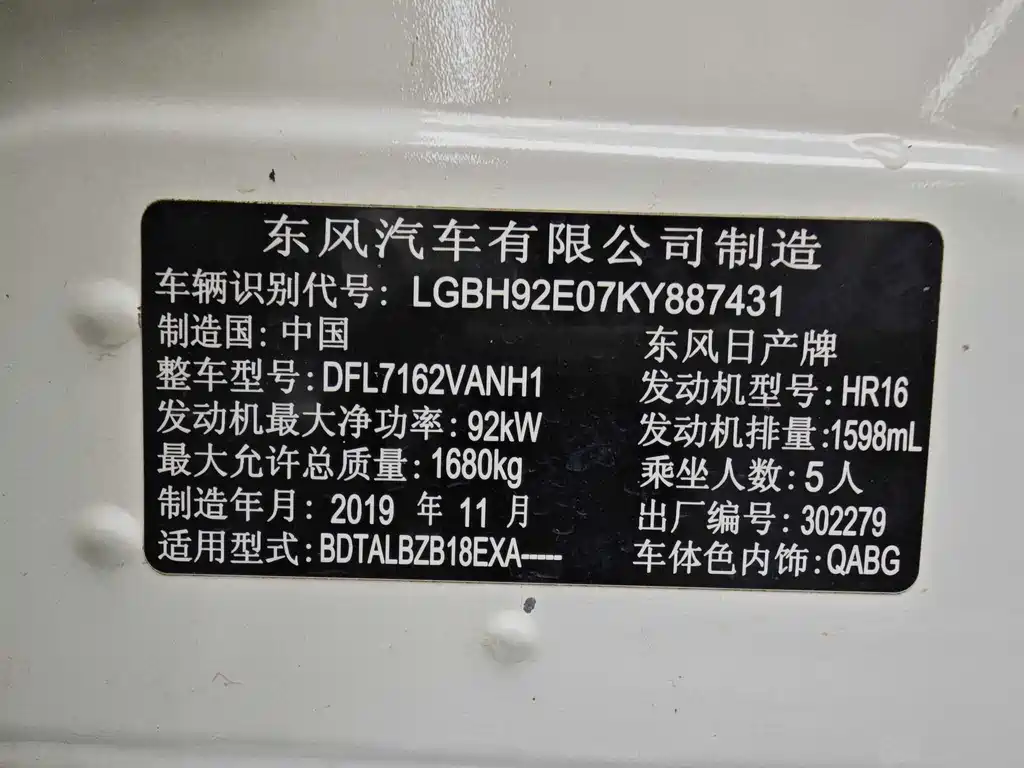 东风汽车有限公司制造
车辆识别代号: LGBH92E07KY887431
制造国: 中国 东风日产牌
整车型号: DFL7162VANH1 发动机型号: HR16
发动机最大净功率: 92kW 发动机排量: 1598mL
最大允许总质量: 1680kg 乘坐人数: 5人
制造年月: 2019 年 11 月 出厂编号: 302279
适用型式: BDTALBZB18EXA----- 车体色内饰: QABG